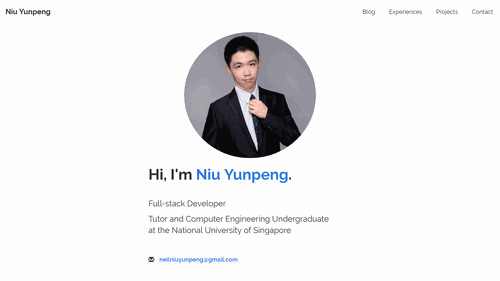 Niu Yunpeng
Blog Experiences Projects Contact
Hi, I'm Niu Yunpeng.
Full-stack Developer
Tutor and Computer Engineering Undergraduate
at the National University of Singapore
neilniuyunpeng@gmail.com